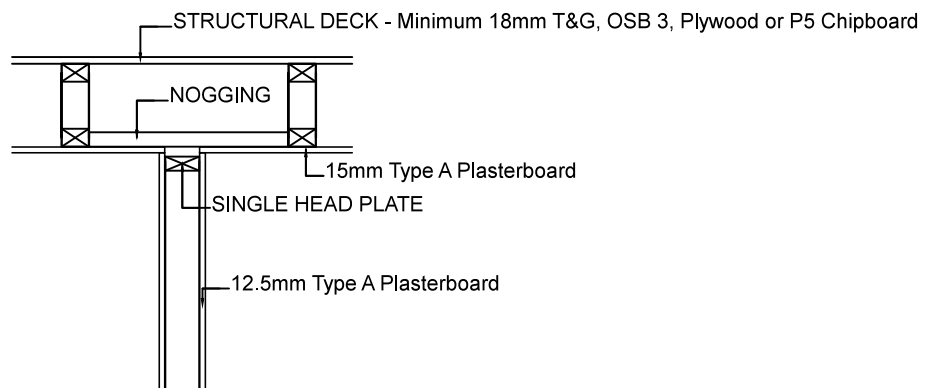 STRUCTURAL DECK - Minimum 18mm T&G, OSB 3, Plywood or P5 Chipboard
NOGGING
15mm Type A Plasterboard
SINGLE HEAD PLATE
12.5mm Type A Plasterboard